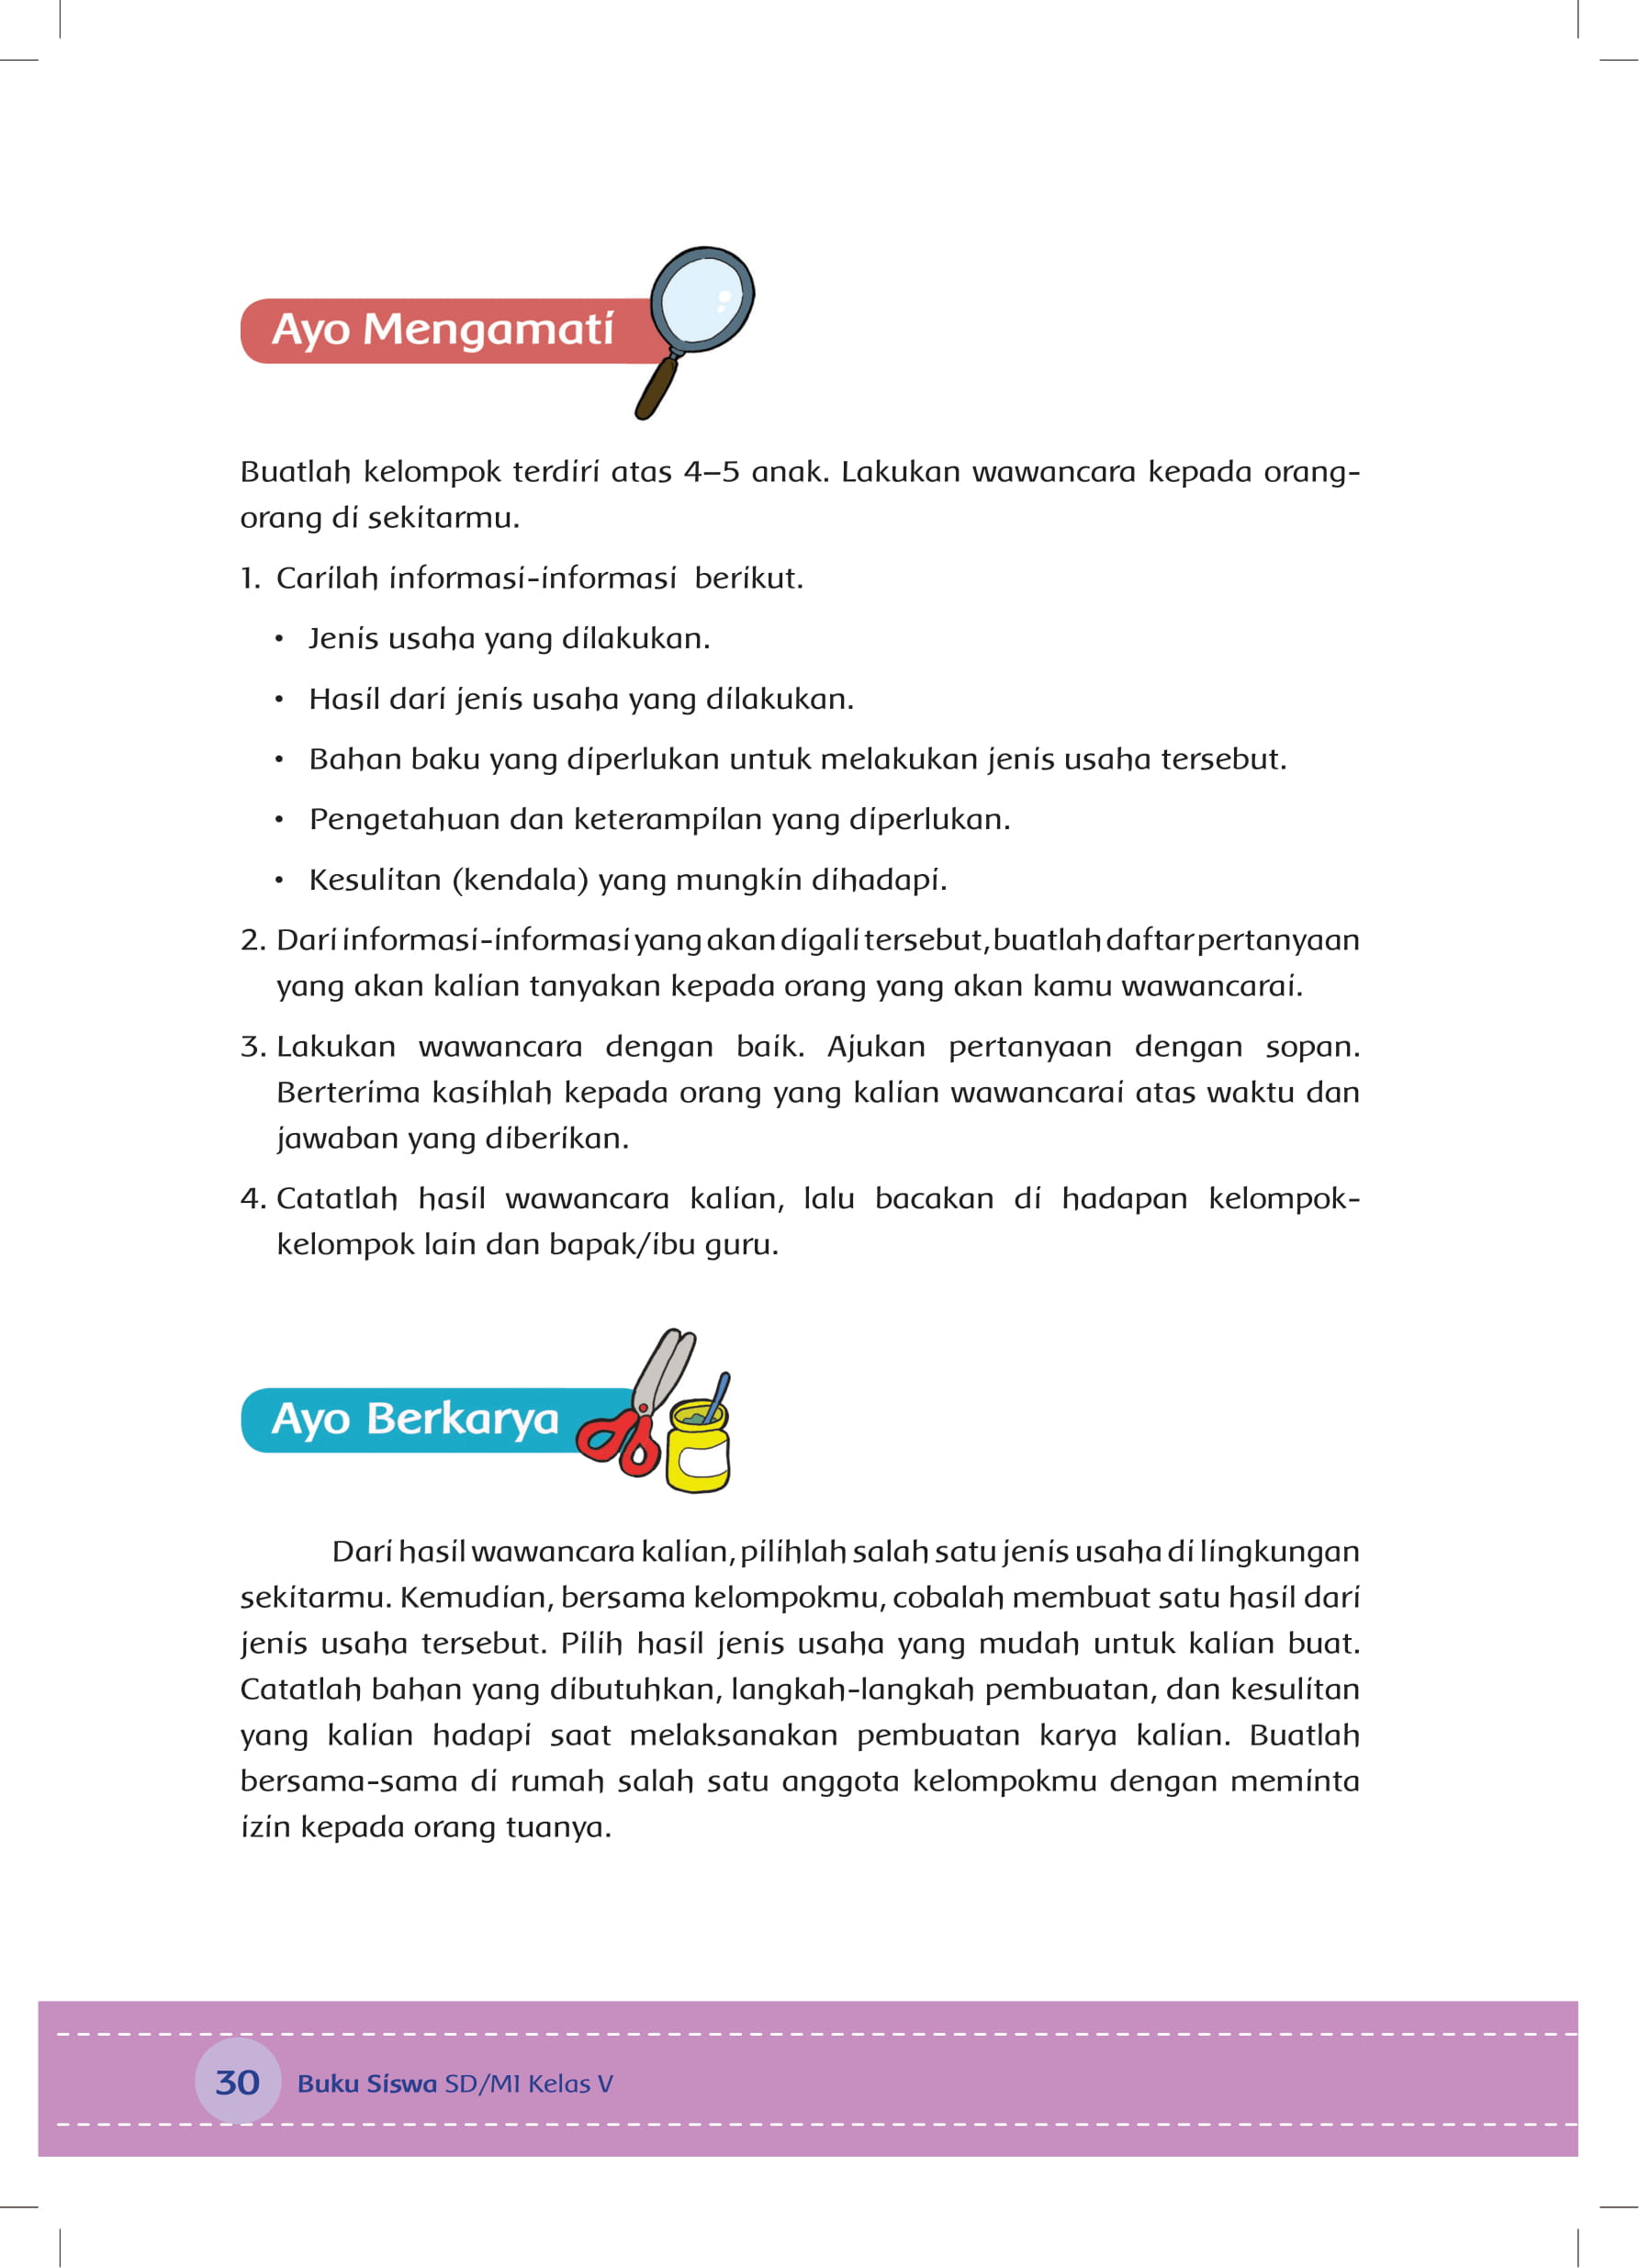 Ayo Mengamati
Buatlah kelompok terdiri atas 4–5 anak. Lakukan wawancara kepada orang-
orang di sekitarmu.
1. Carilah informasi-informasi berikut.
• Jenis usaha yang dilakukan.
• Hasil dari jenis usaha yang dilakukan.
• Bahan baku yang diperlukan untuk melakukan jenis usaha tersebut.
• Pengetahuan dan keterampilan yang diperlukan.
• Kesulitan (kendala) yang mungkin dihadapi.
2. Dari informasi-informasi yang akan digali tersebut, buatlah daftar pertanyaan
yang akan kalian tanyakan kepada orang yang akan kamu wawancarai.
3. Lakukan wawancara dengan baik. Ajukan pertanyaan dengan sopan.
Berterima kasihlah kepada orang yang kalian wawancarai atas waktu dan
jawaban yang diberikan.
4. Catatlah hasil wawancara kalian, lalu bacakan di hadapan kelompok-
kelompok lain dan bapak/ibu guru.
Ayo Berkarya
Dari hasil wawancara kalian, pilihlah salah satu jenis usaha di lingkungan
sekitarmu. Kemudian, bersama kelompokmu, cobalah membuat satu hasil dari
jenis usaha tersebut. Pilih hasil jenis usaha yang mudah untuk kalian buat.
Catatlah bahan yang dibutuhkan, langkah-langkah pembuatan, dan kesulitan
yang kalian hadapi saat melaksanakan pembuatan karya kalian. Buatlah
bersama-sama di rumah salah satu anggota kelompokmu dengan meminta
izin kepada orang tuanya.
30 Buku Siswa SD/MI Kelas V